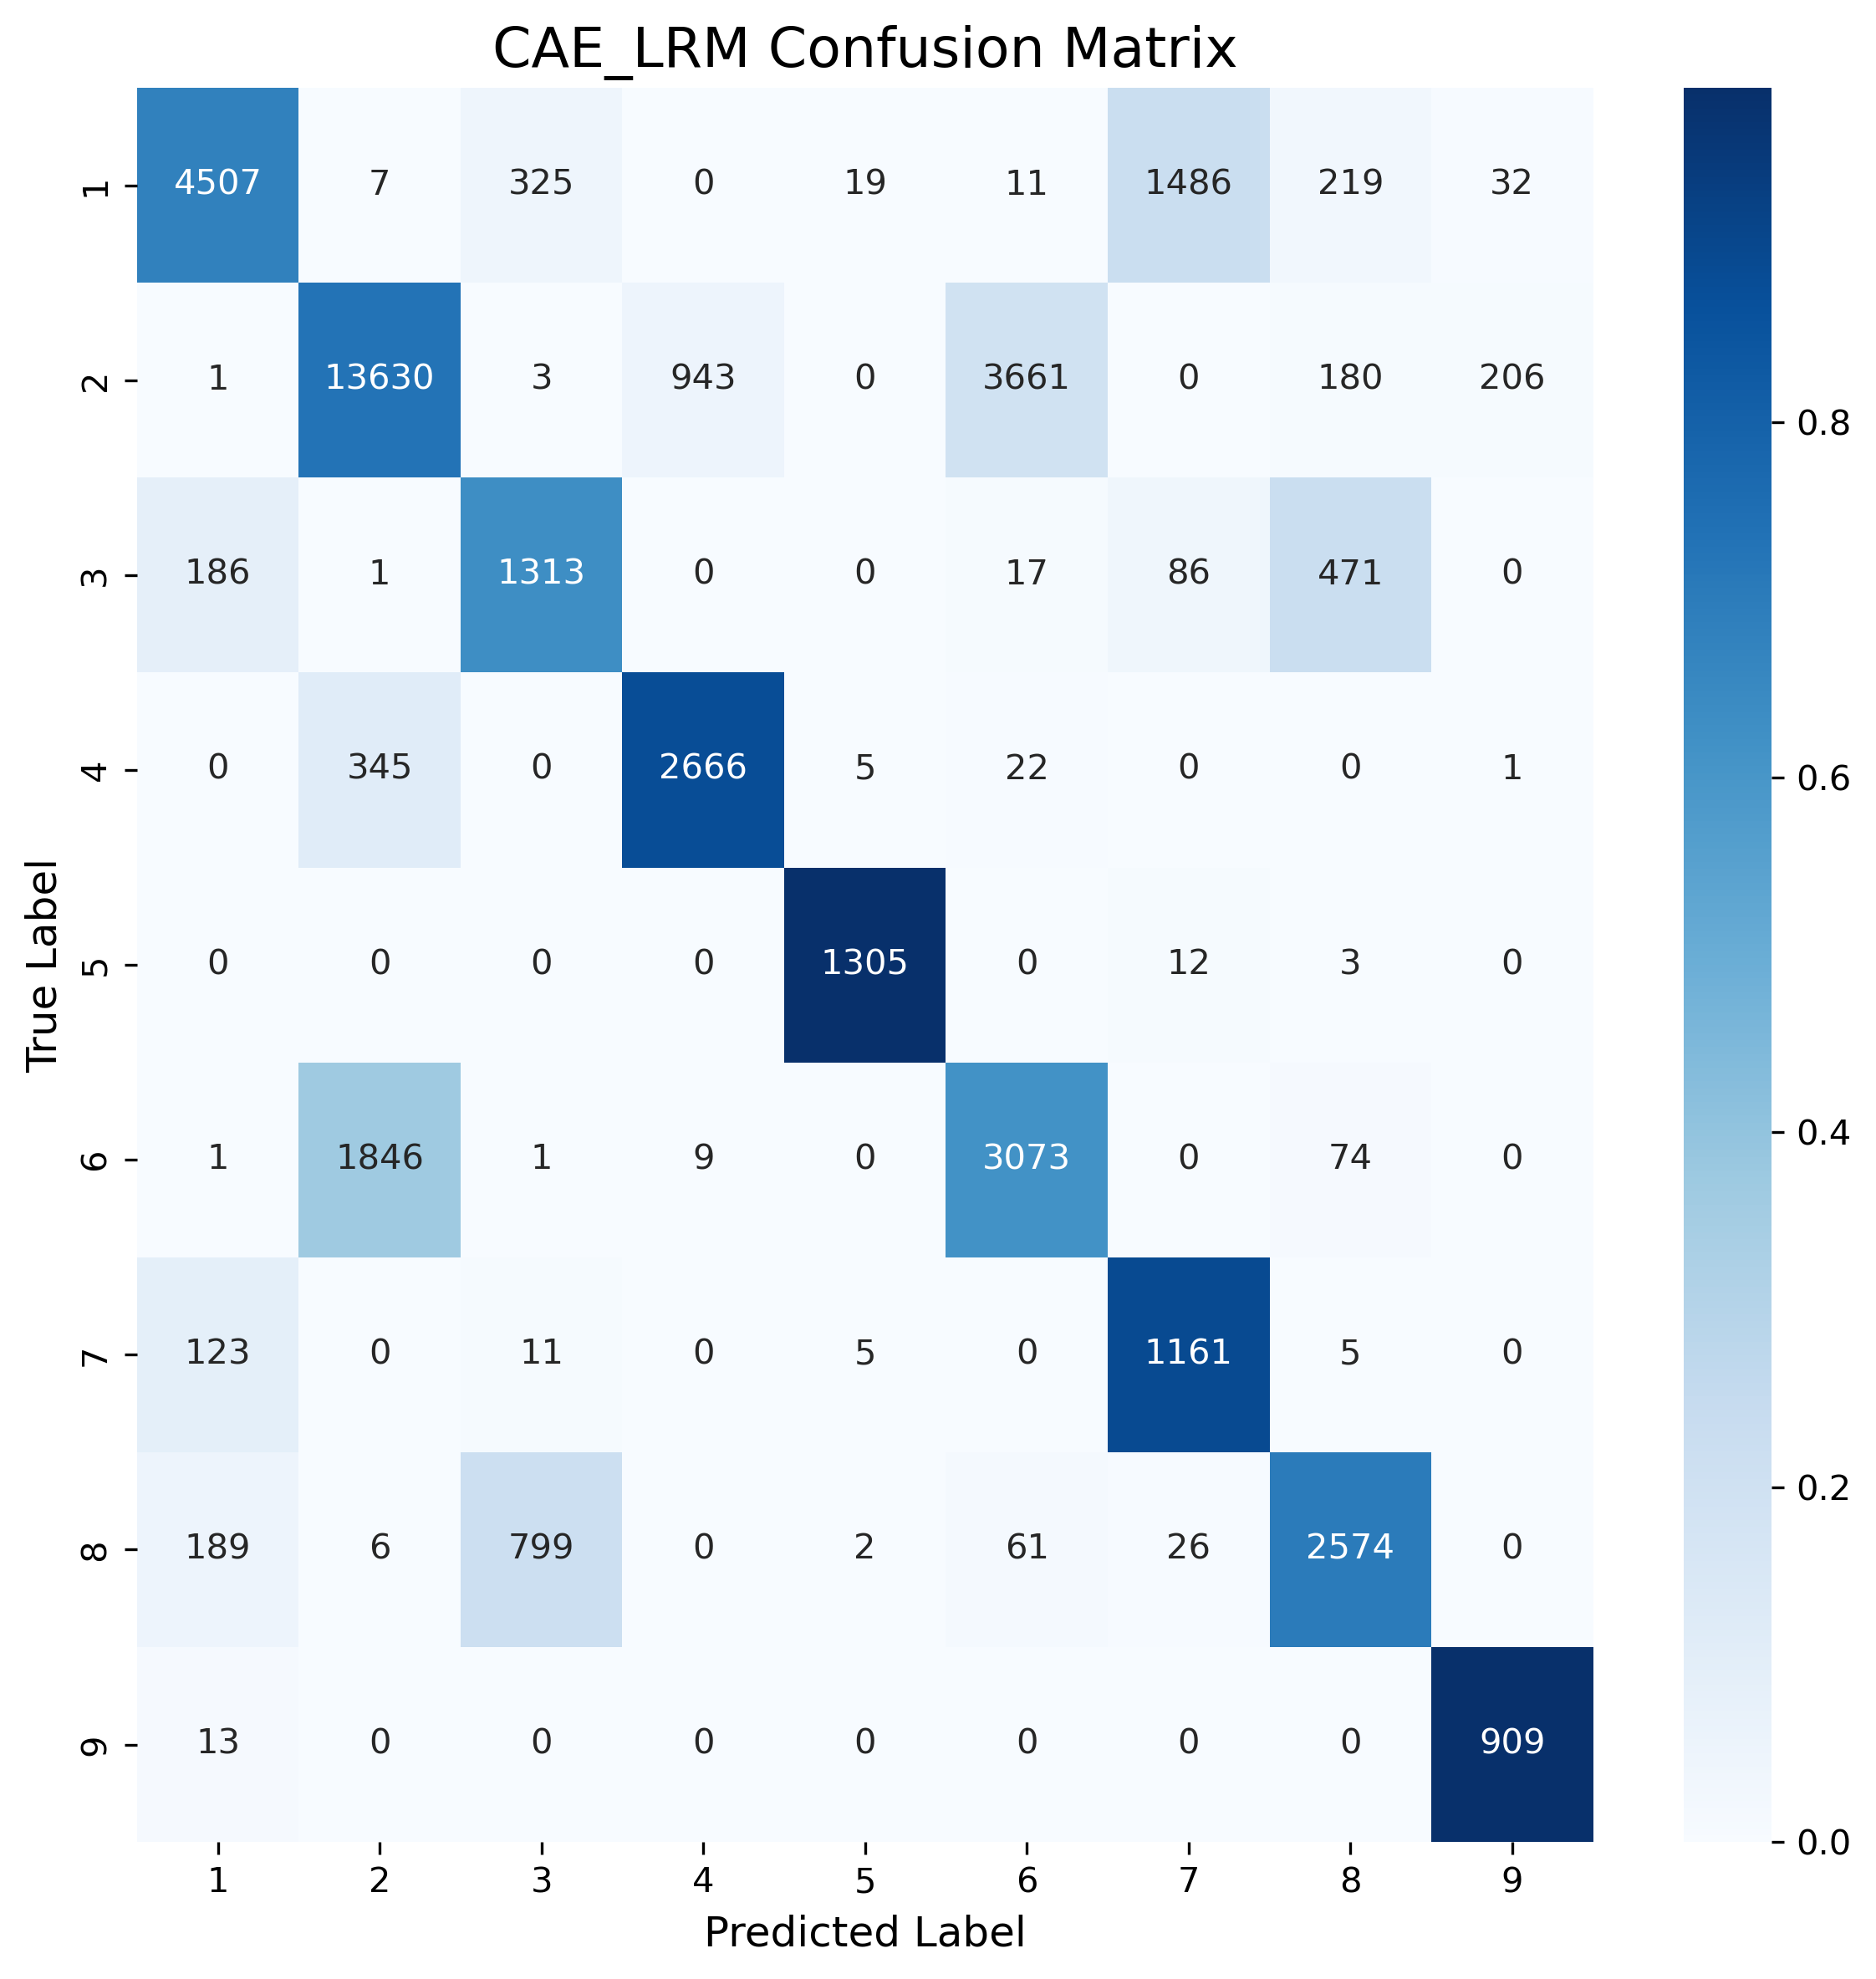 CAE_LRM Confusion Matrix
1 4507 7 325 0 19 11 1486 219 32
2 1 13630 3 943 0 3661 0 180 206
0.8
3 186 1 1313 0 0 17 86 471 0
4 0 345 0 2666 5 22 0 0 1
0.6
5 0 0 0 0 1305 0 12 3 0
True Label
6 1 1846 1 9 0 3073 0 74 0
0.4
7 123 0 11 0 5 0 1161 5 0
0.2
8 189 6 799 0 2 61 26 2574 0
9 13 0 0 0 0 0 0 0 909
0.0
1 2 3 4 5 6 7 8 9
Predicted Label